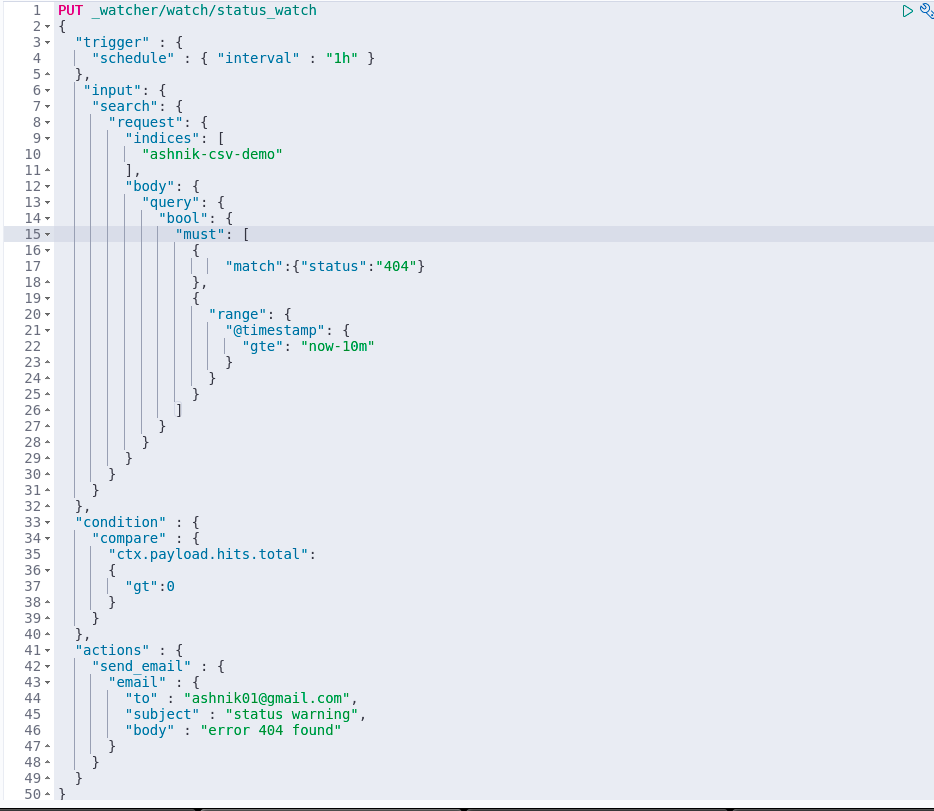 1 PUT _watcher/watch/status_watch
2 {
3 "trigger" : {
4 "schedule" : { "interval" : "1h" }
5 },
6 "input": {
7 "search": {
8 "request": {
9 "indices": [
10 "ashnik-csv-demo"
11 ],
12 "body": {
13 "query": {
14 "bool": {
15 "must": [
16 {
17 "match":{"status":"404"}
18 },
19 {
20 "range": {
21 "@timestamp": {
22 "gte": "now-10m"
23 }
24 }
25 }
26 ]
27 }
28 }
29 }
30 }
31 }
32 },
33 "condition" : {
34 "compare" : {
35 "ctx.payload.hits.total":
36 {
37 "gt":0
38 }
39 }
40 },
41 "actions" : {
42 "send_email" : {
43 "email" : {
44 "to" : "ashnik01@gmail.com",
45 "subject" : "status warning",
46 "body" : "error 404 found"
47 }
48 }
49 }
50 }